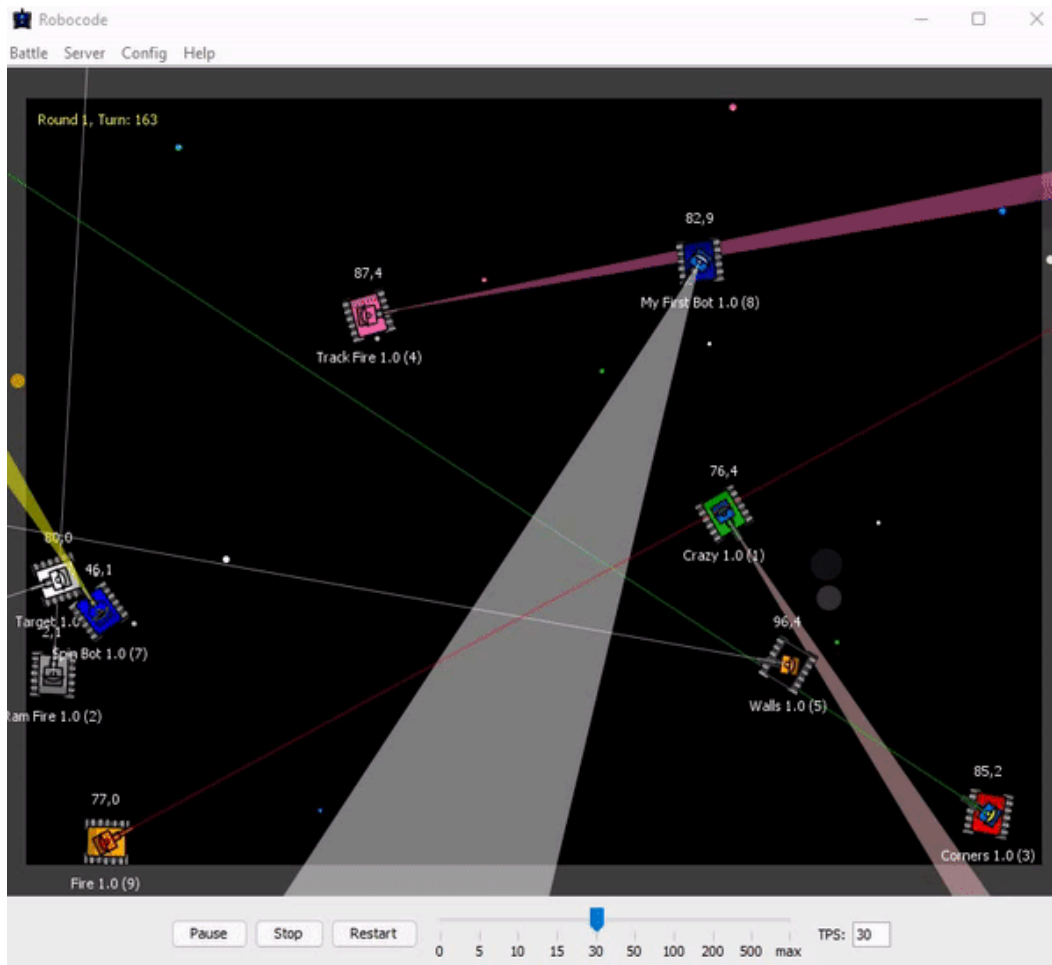 Robocode
Battle Server Config Help
Round 1, Turn: 163
82,9
My First Bot 1.0 (8)
87,4
Track Fire 1.0 (4)
76,4
Crazy 1.0 (1)
80,0
46,1
Target 1.0
2,1
Spin Bot 1.0 (7)
Ram Fire 1.0 (2)
96,4
Walls 1.0 (5)
85,2
Corners 1.0 (3)
77,0
Fire 1.0 (9)
Pause Stop Restart
0 5 10 15 30 50 100 200 500 max
TPS: 30